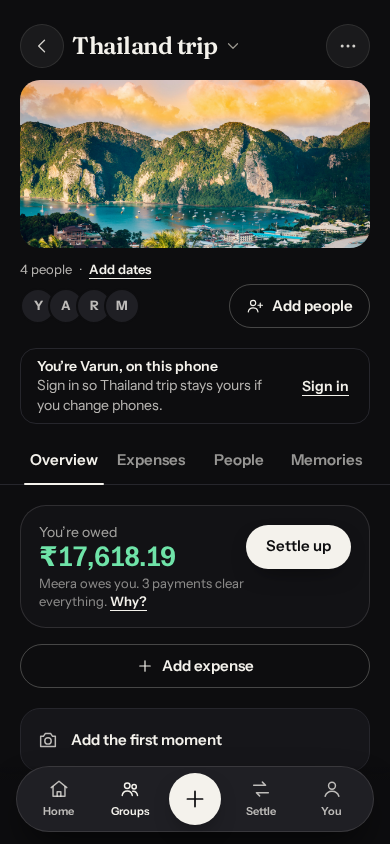 Thailand trip
4 people · Add dates
Y A R M
Add people
You're Varun, on this phone
Sign in so Thailand trip stays yours if
you change phones.
Sign in
Overview Expenses People Memories
You're owed
₹17,618.19
Settle up
Meera owes you. 3 payments clear
everything. Why?
Add expense
Add the first moment
Home Groups Settle You